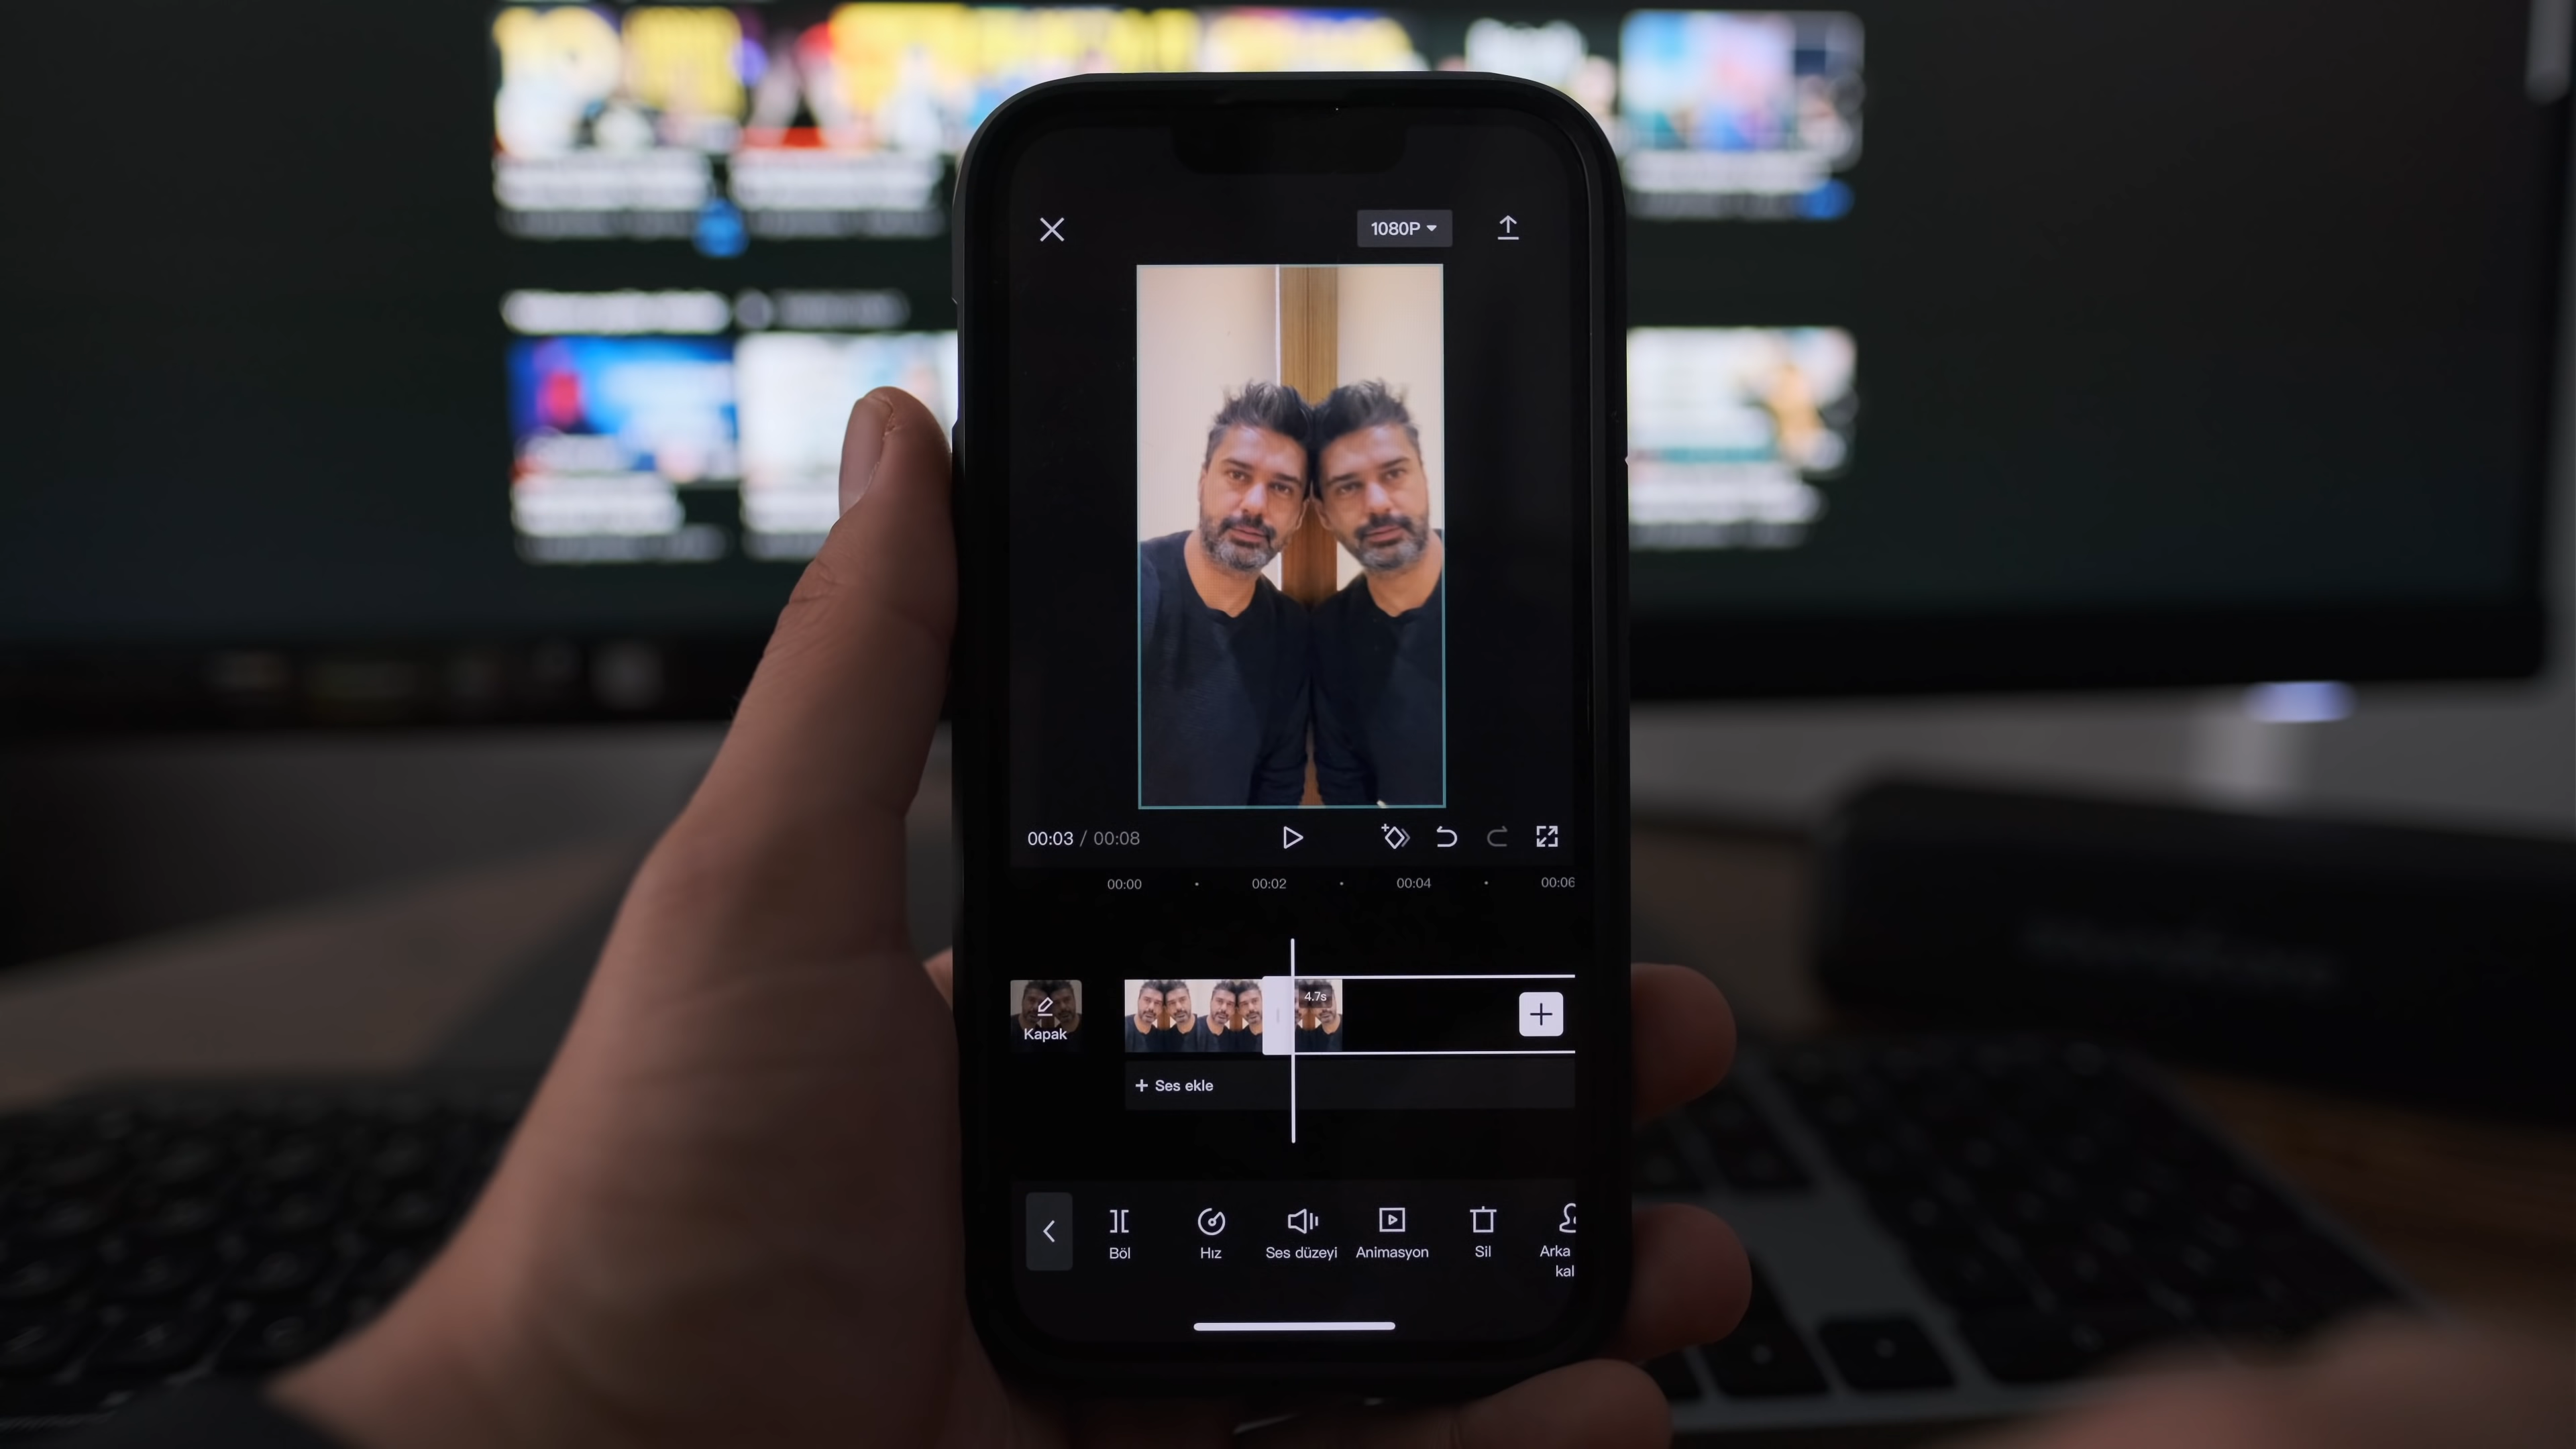 1080P
00:03 / 00:08
00:00 00:02 00:04 00:06
4.7s
Kapak
+ Ses ekle
Böl Hız Ses düzeyi Animasyon Sil Arka
kal